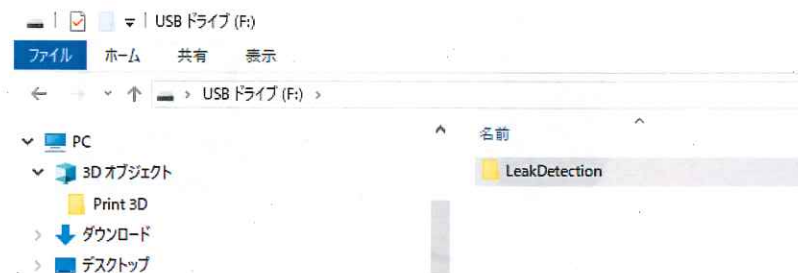 USB ドライブ (F:)
ファイル ホーム 共有 表示
USB ドライブ (F:)
PC
名前
3D オブジェクト
LeakDetection
Print 3D
ダウンロード
デスクトップ